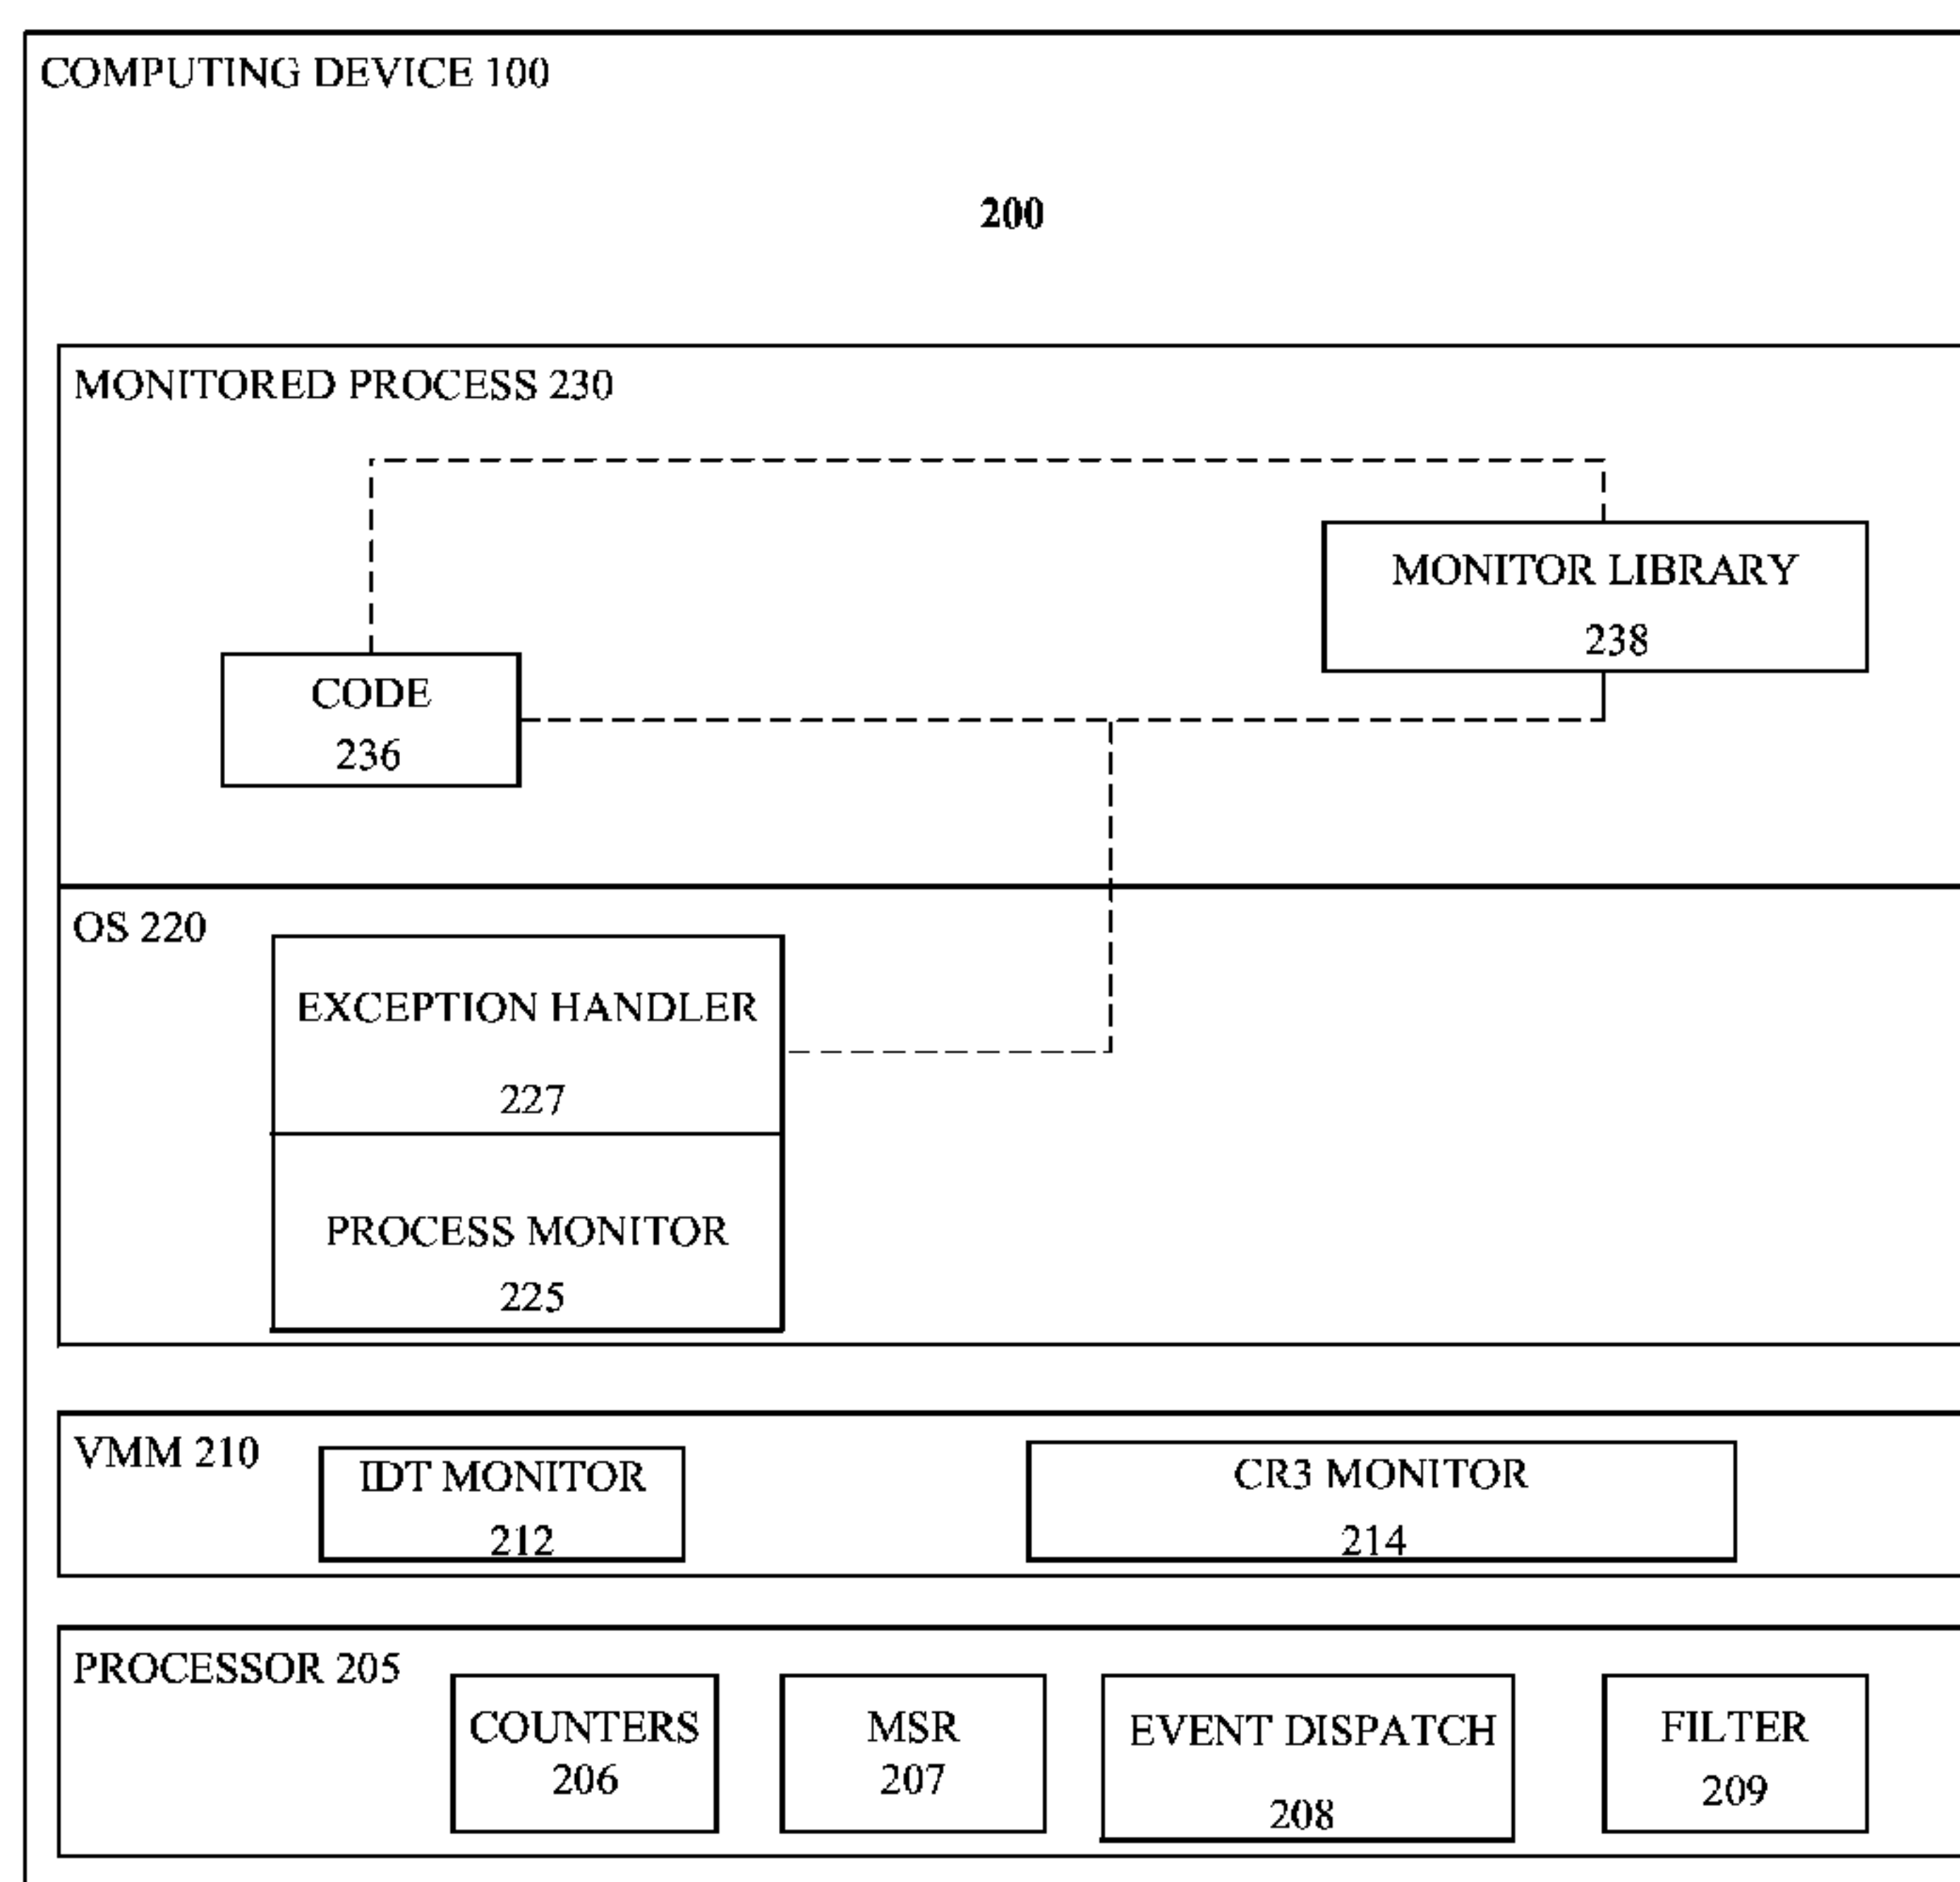 COMPUTING DEVICE 100
200
MONITORED PROCESS 230
MONITOR LIBRARY
238
CODE
236
OS 220
EXCEPTION HANDLER
227
PROCESS MONITOR
225
VMM 210
IDT MONITOR
212
CR3 MONITOR
214
PROCESSOR 205
COUNTERS
206
MSR
207
EVENT DISPATCH
208
FILTER
209